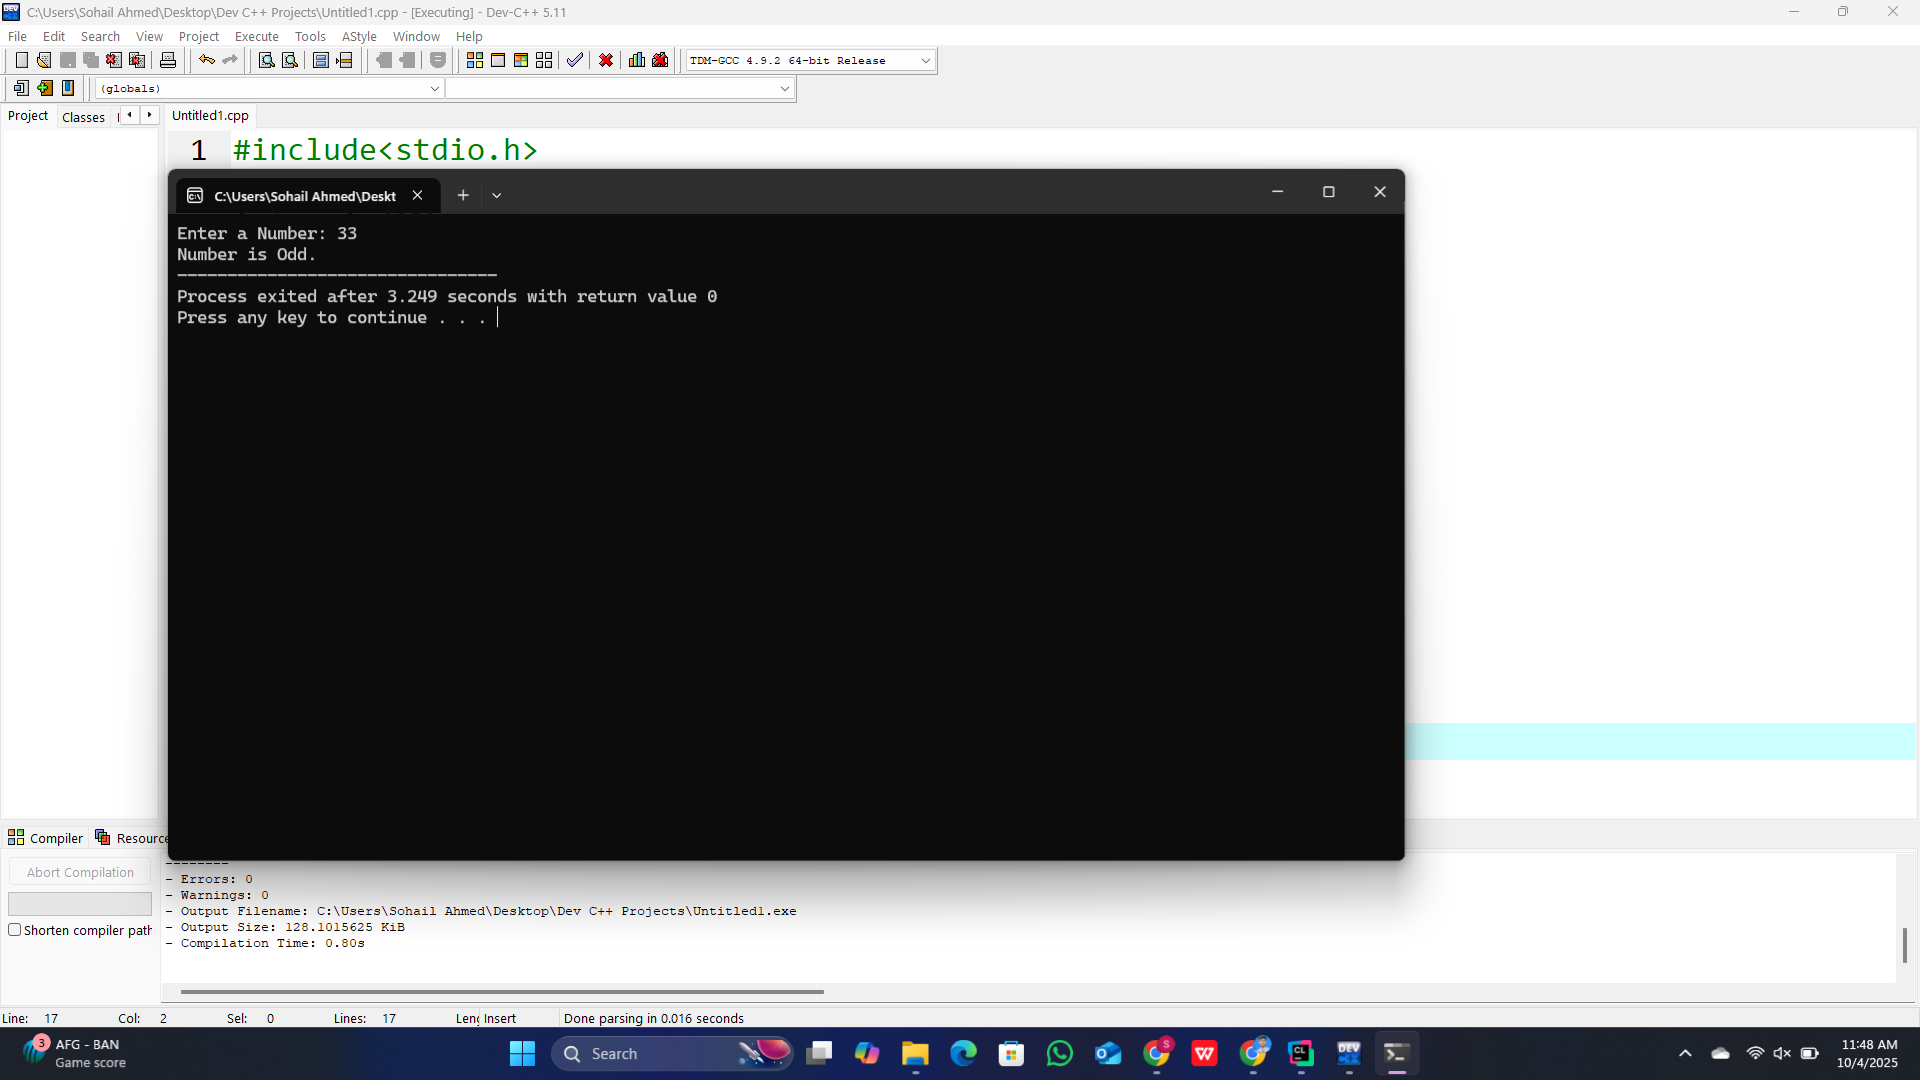 C:\Users\Sohail Ahmed\Desktop\Dev C++ Projects\Untitled1.cpp - [Executing] - Dev-C++ 5.11
File Edit Search View Project Execute Tools AStyle Window Help
TDM-GCC 4.9.2 64-bit Release
(globals)
Project Classes
Untitled1.cpp
1 #include<stdio.h>
C:\Users\Sohail Ahmed\Deskt
Enter a Number: 33
Number is Odd.
--------------------------------
Process exited after 3.249 seconds with return value 0
Press any key to continue . . .
Compiler Resource
Abort Compilation
Shorten compiler path
--------
- Errors: 0
- Warnings: 0
- Output Filename: C:\Users\Sohail Ahmed\Desktop\Dev C++ Projects\Untitled1.exe
- Output Size: 128.1015625 KiB
- Compilation Time: 0.80s
Line: 17 Col: 2 Sel: 0 Lines: 17 Leng Insert Done parsing in 0.016 seconds
3
AFG - BAN
Game score
Search
S
W
CL
DEV
11:48 AM
10/4/2025